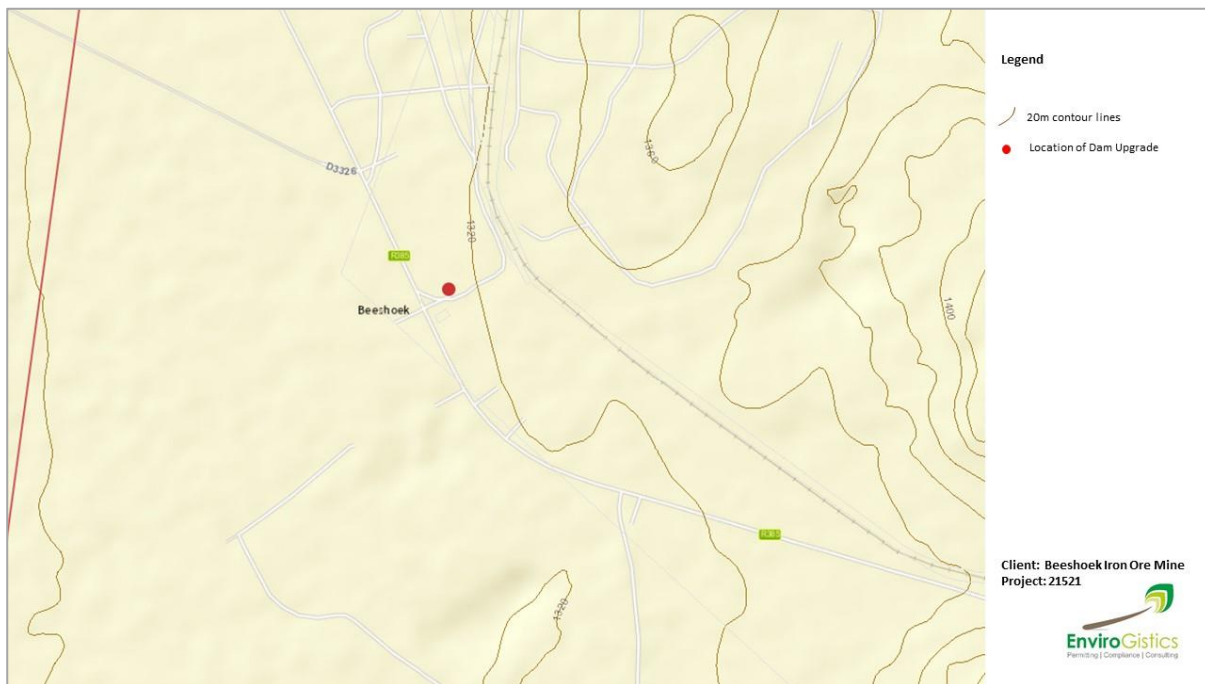 Legend
20m contour lines
Location of Dam Upgrade
1360
D3326
1320
R385
1400
Beeshoek
R385
1320
Client: Beeshoek Iron Ore Mine
Project: 21521
EnviroGistics
Permitting | Compliance | Consulting